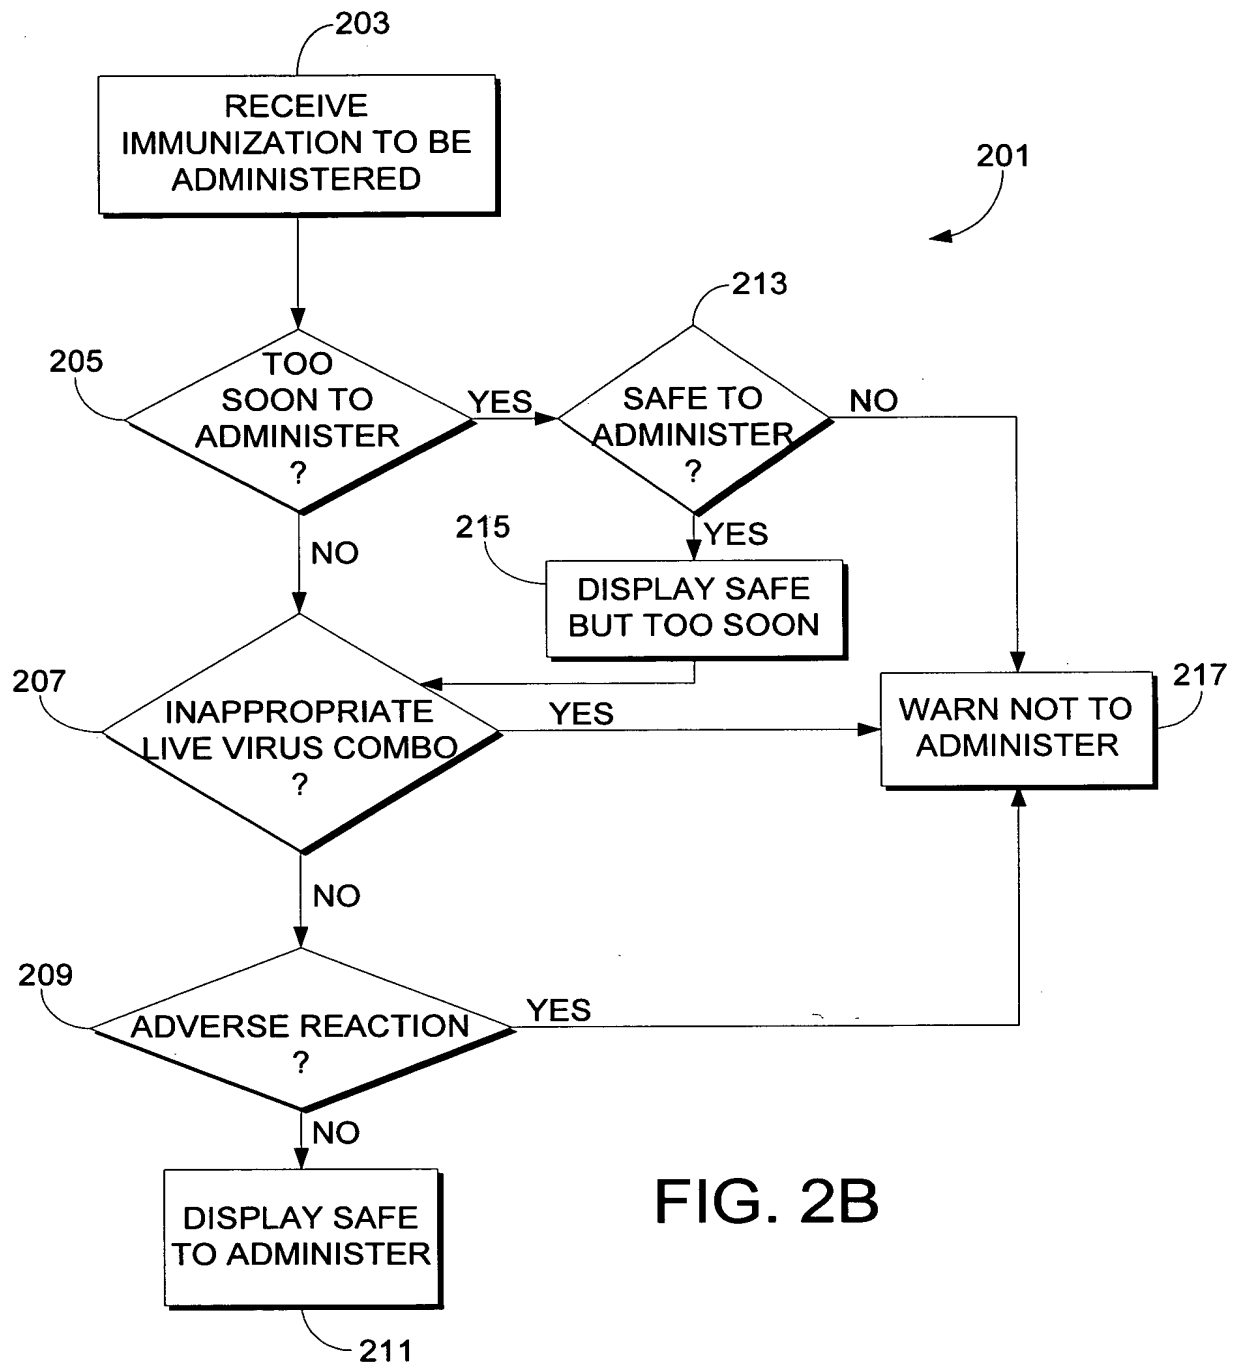 203
RECEIVE
IMMUNIZATION TO BE
ADMINISTERED
201
213
205
TOO
SOON TO
ADMINISTER
?
YES
SAFE TO
ADMINISTER
?
NO
NO
215
YES
DISPLAY SAFE
BUT TOO SOON
207
INAPPROPRIATE
LIVE VIRUS COMBO
?
YES
217
WARN NOT TO
ADMINISTER
NO
209
ADVERSE REACTION
?
YES
NO
DISPLAY SAFE
TO ADMINISTER
211
FIG. 2B